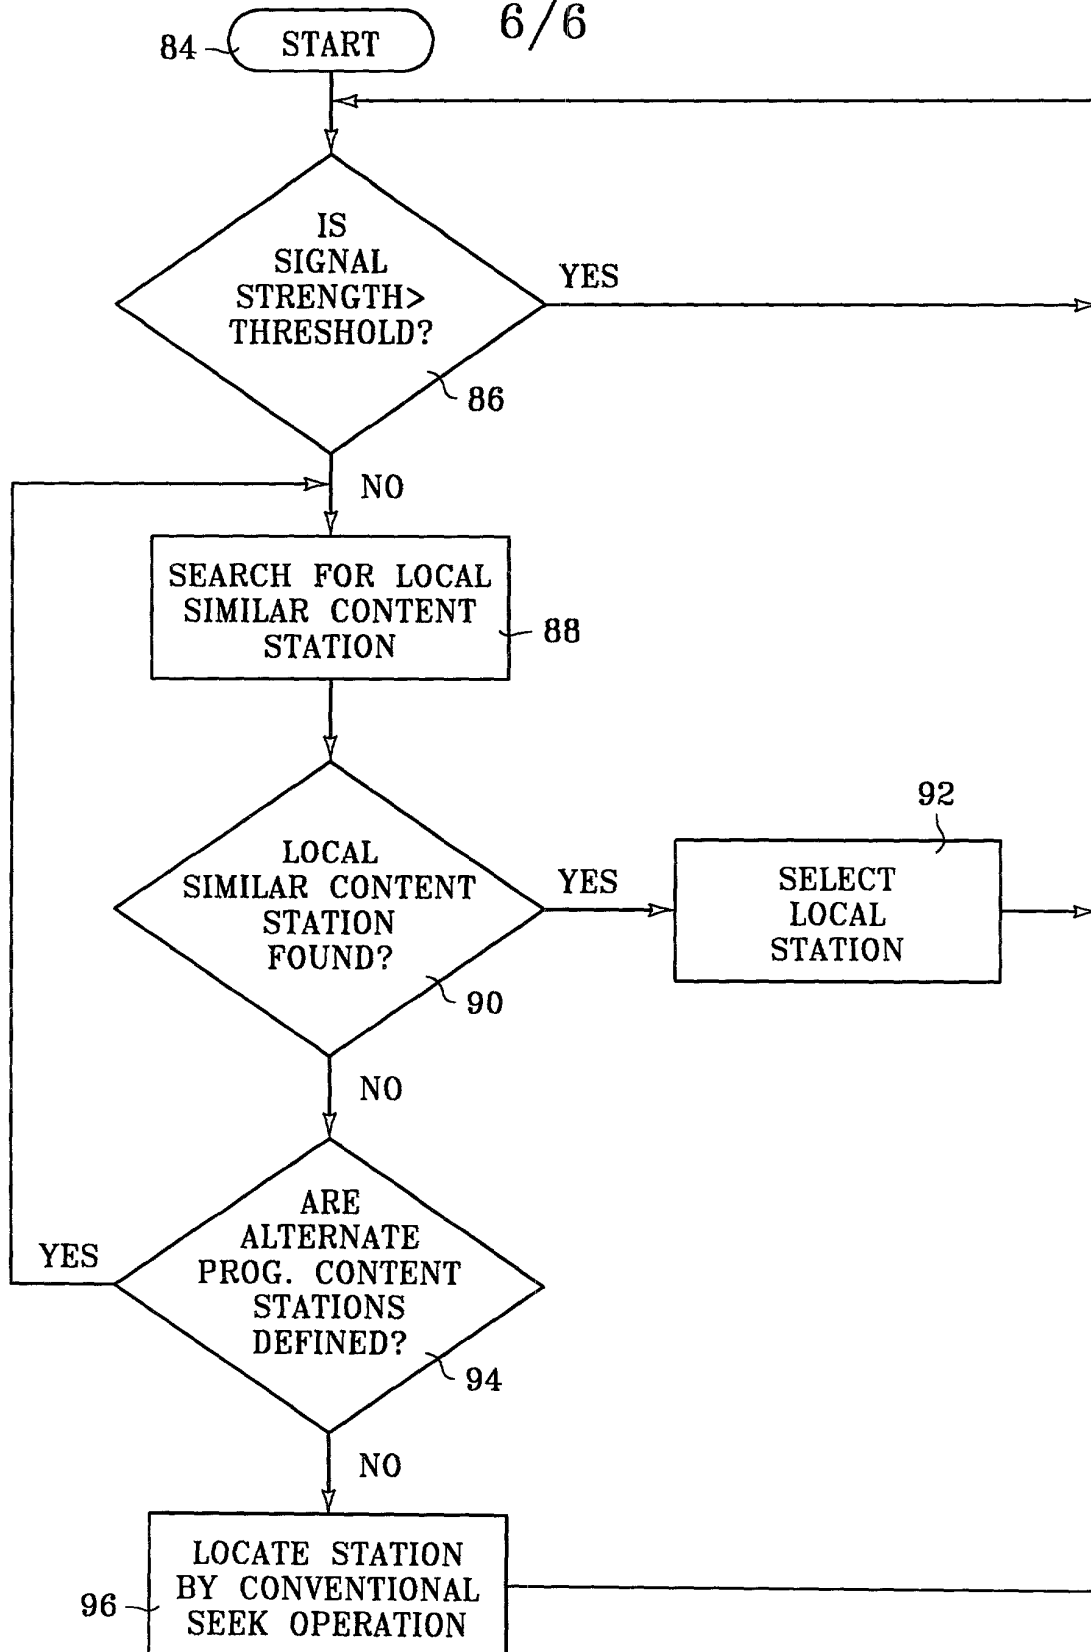 6/6
84
START
IS
SIGNAL
STRENGTH>
THRESHOLD?
YES
86
NO
SEARCH FOR LOCAL
SIMILAR CONTENT
STATION
88
LOCAL
SIMILAR CONTENT
STATION
FOUND?
YES
90
92
SELECT
LOCAL
STATION
NO
ARE
ALTERNATE
PROG. CONTENT
STATIONS
DEFINED?
YES
94
NO
LOCATE STATION
BY CONVENTIONAL
SEEK OPERATION
96